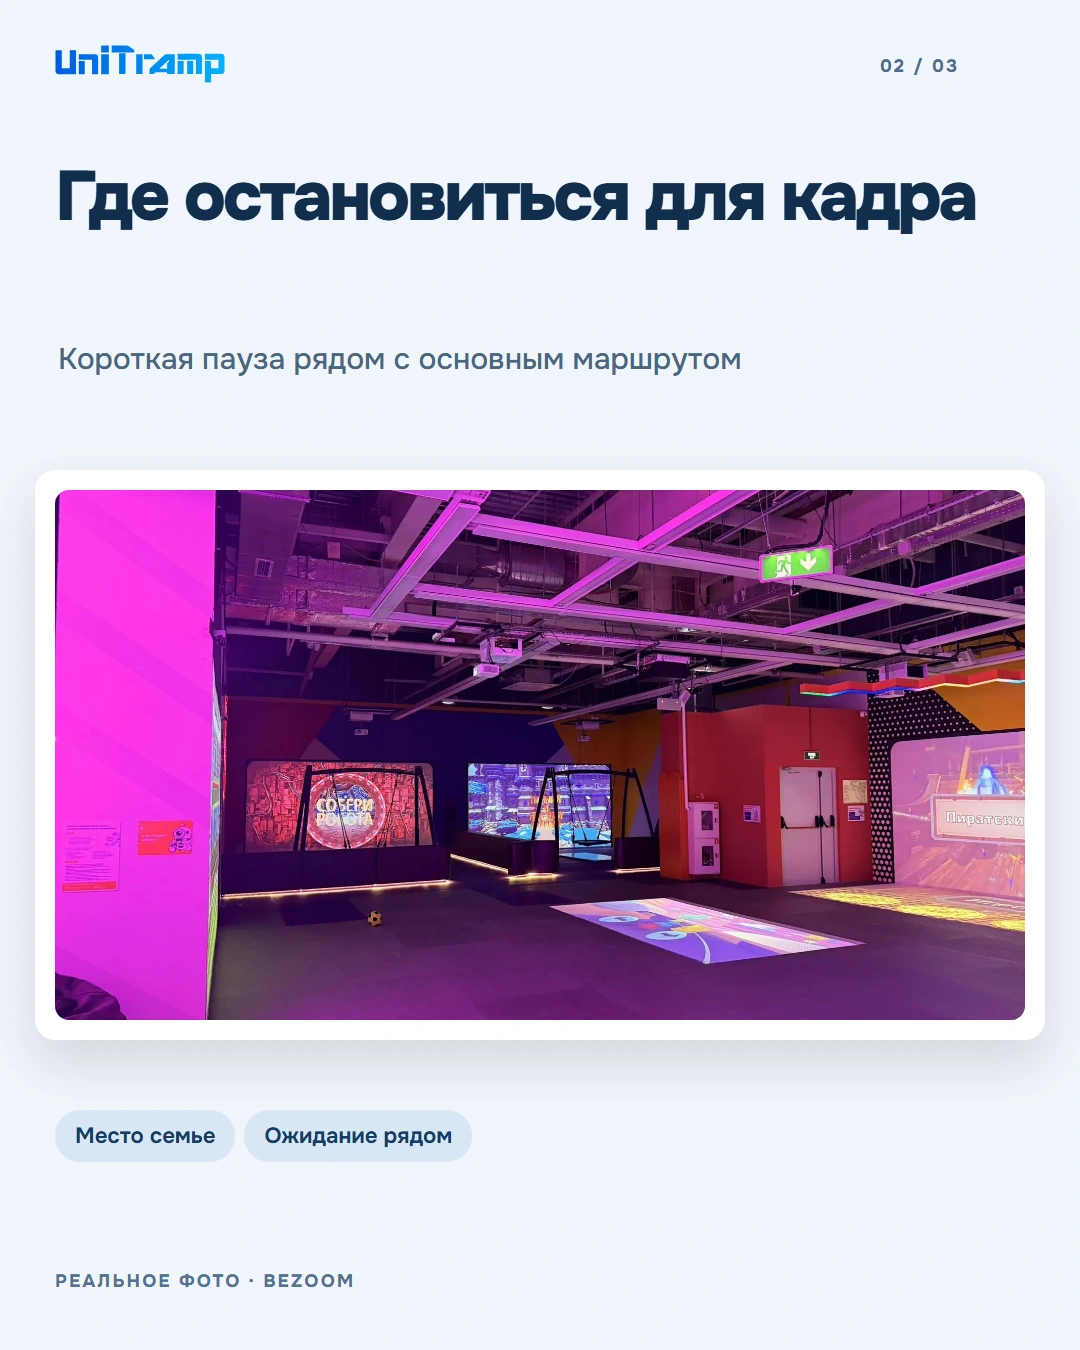 UniTramp
02 / 03
Где остановиться для кадра
Короткая пауза рядом с основным маршрутом
СОБЕРИ
РОБОТА
Пиратски
Место семье
Ожидание рядом
РЕАЛЬНОЕ ФОТО · BEZOOM